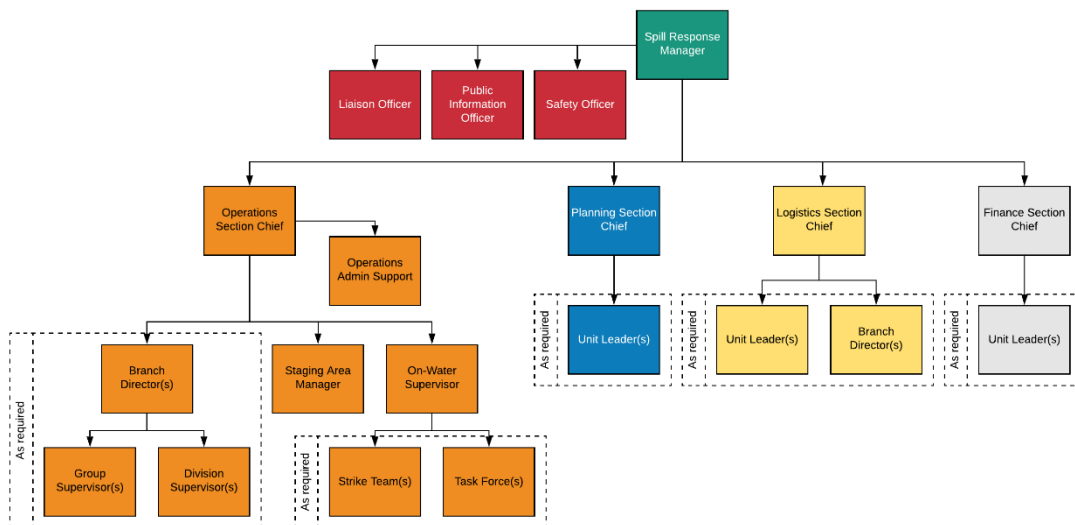 Spill Response
Manager
Liaison Officer
Public
Information
Officer
Safety Officer
Operations
Section Chief
Planning Section
Chief
Logistics Section
Chief
Finance Section
Chief
Operations
Admin Support
As required
Unit Leader(s)
As required
Unit Leader(s)
Branch
Director(s)
As required
Unit Leader(s)
As required
Branch
Director(s)
Staging Area
Manager
On-Water
Supervisor
Group
Supervisor(s)
Division
Supervisor(s)
As required
Strike Team(s)
Task Force(s)